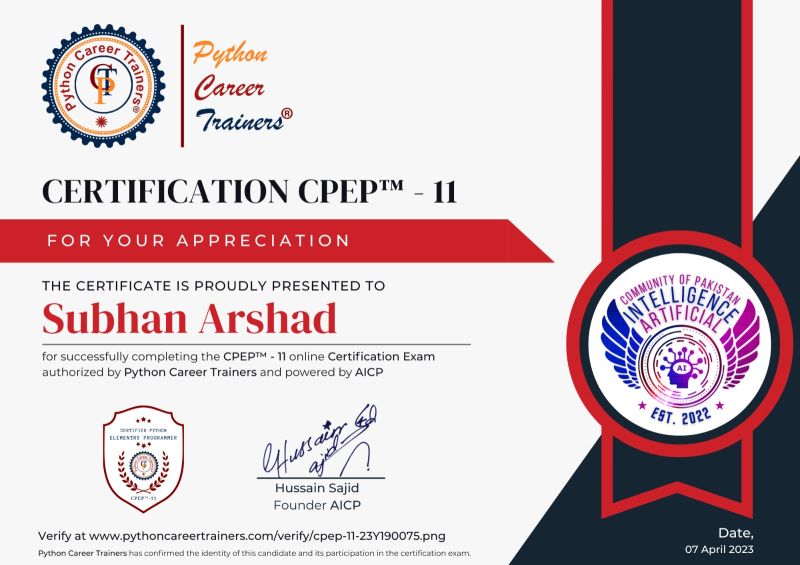 Python Career Trainers®
CTP
Python
Career
Trainers®
CERTIFICATION CPEP™ - 11
FOR YOUR APPRECIATION
THE CERTIFICATE IS PROUDLY PRESENTED TO
Subhan Arshad
for successfully completing the CPEP™ - 11 online Certification Exam
authorized by Python Career Trainers and powered by AICP
COMMUNITY OF PAKISTAN
INTELLIGENCE
ARTIFICIAL
AI
EST. 2022
CERTIFIED PYTHON
ELEMENTRY PROGRAMMER
CPEP™-11
Hussain Sajid
Hussain Sajid
Founder AICP
Verify at www.pythoncareertrainers.com/verify/cpep-11-23Y190075.png
Python Career Trainers has confirmed the identity of this candidate and its participation in the certification exam.
Date,
07 April 2023